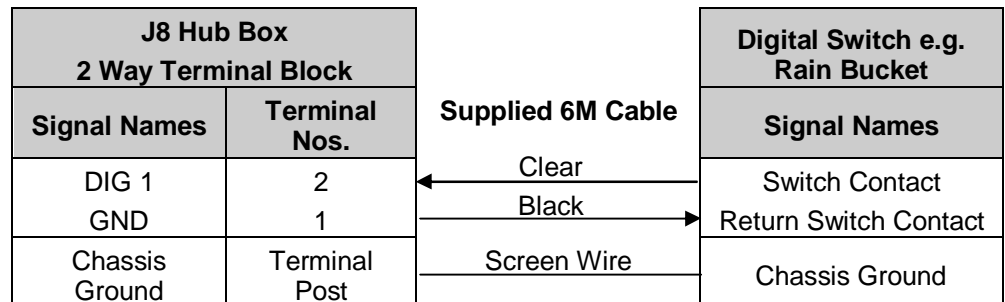 J8 Hub Box
2 Way Terminal Block
Digital Switch e.g.
Rain Bucket
Signal Names
Terminal
Nos.
Supplied 6M Cable
Signal Names
DIG 1
2
Clear
Switch Contact
GND
1
Black
Return Switch Contact
Chassis
Ground
Terminal
Post
Screen Wire
Chassis Ground